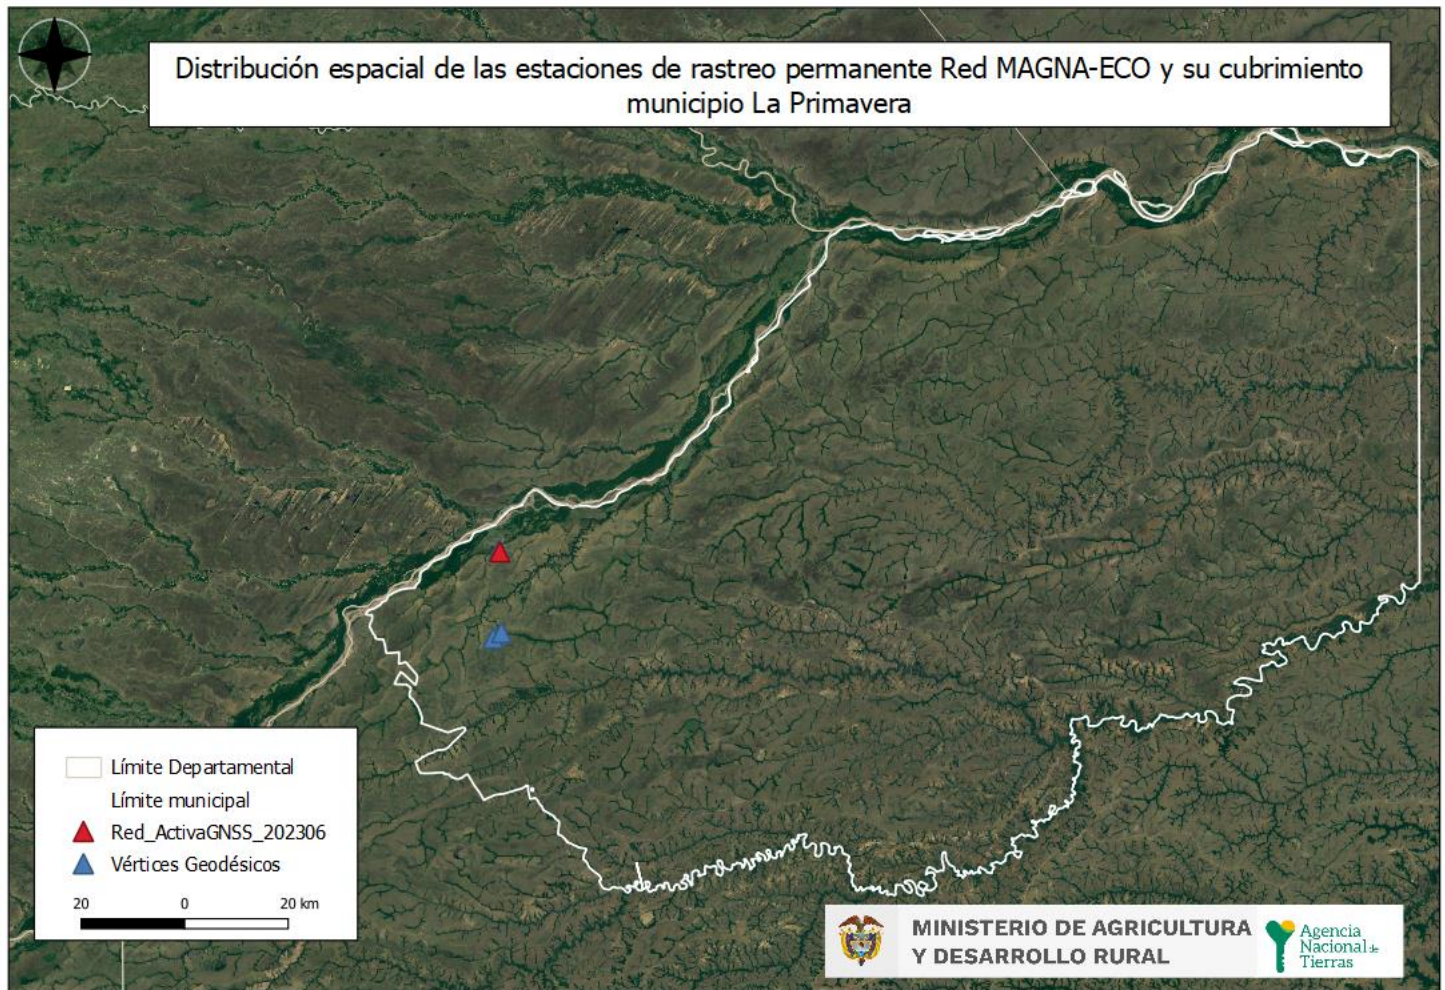 Distribución espacial de las estaciones de rastreo permanente Red MAGNA-ECO y su cubrimiento
municipio La Primavera
Límite Departamental
Límite municipal
Red_ActivaGNSS_202306
Vértices Geodésicos
20 0 20 km
MINISTERIO DE AGRICULTURA
Y DESARROLLO RURAL
Agencia
Nacional de
Tierras